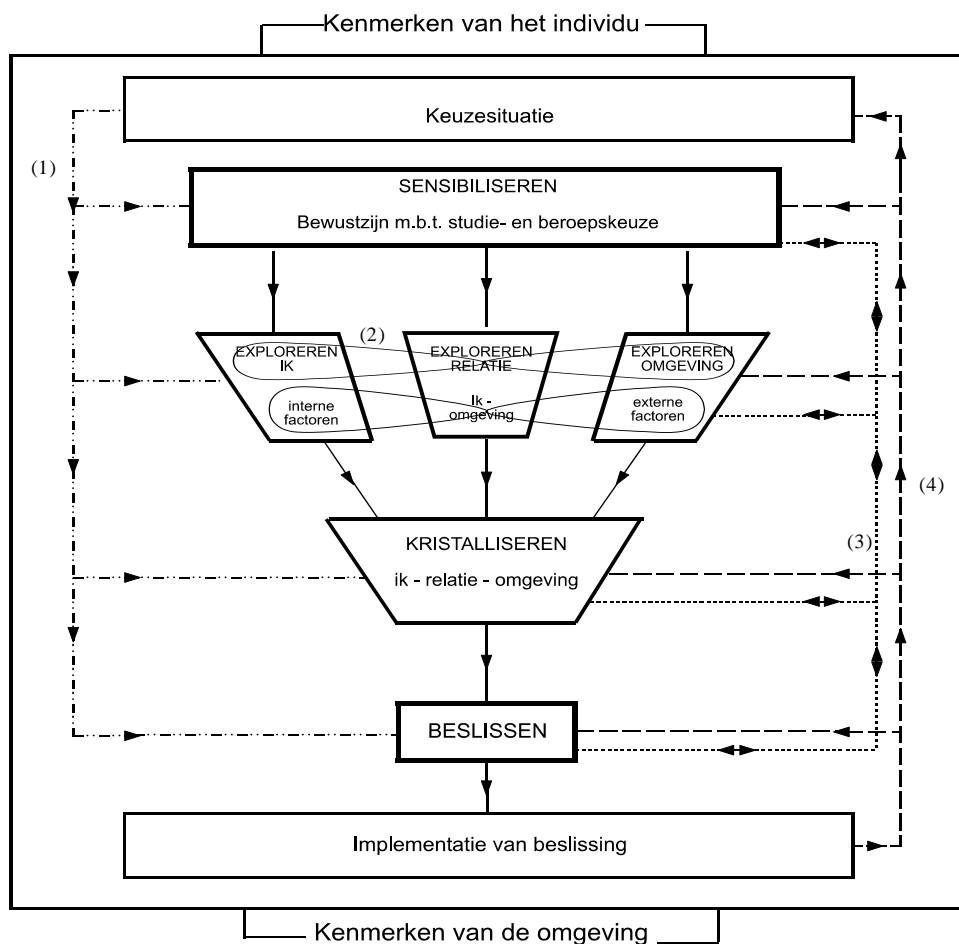 Kenmerken van het individu
Keuzesituatie
(1)
SENSIBILISEREN
Bewustzijn m.b.t. studie- en beroepskeuze
(2)
EXPLOREREN
IK
interne
factoren
EXPLOREREN
RELATIE
Ik -
omgeving
EXPLOREREN
OMGEVING
externe
factoren
(4)
(3)
KRISTALLISEREN
ik - relatie - omgeving
BESLISSEN
Implementatie van beslissing
Kenmerken van de omgeving